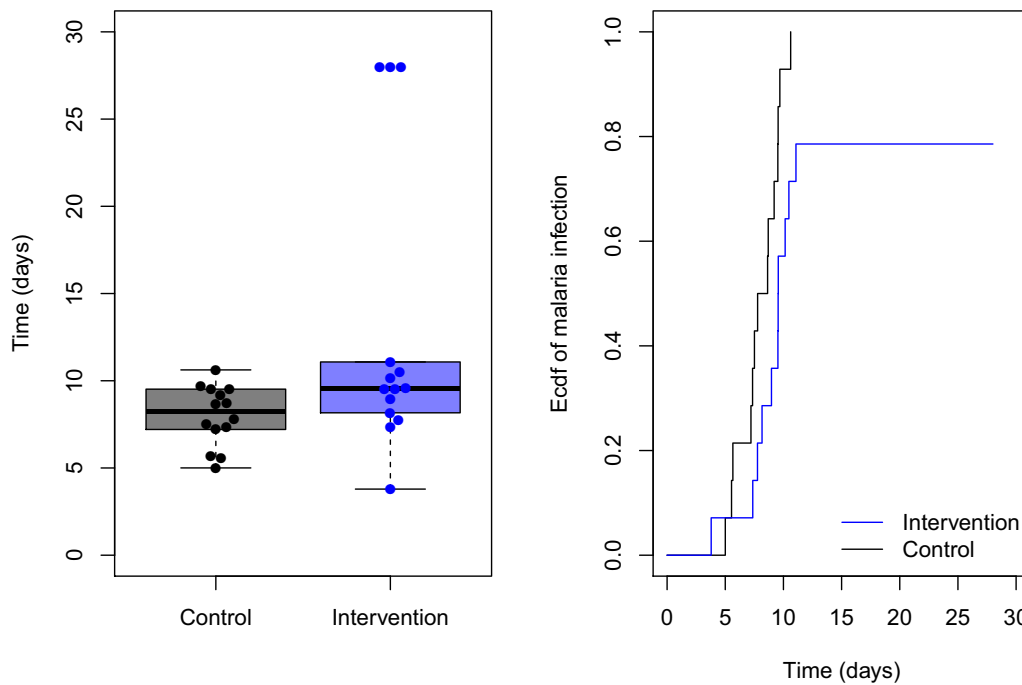 30
25
20
15
10
5
0
Time (days)
Control Intervention
1.0
0.8
0.6
0.4
0.2
0.0
Ecdf of malaria infection
Intervention
Control
0 5 10 15 20 25 30
Time (days)